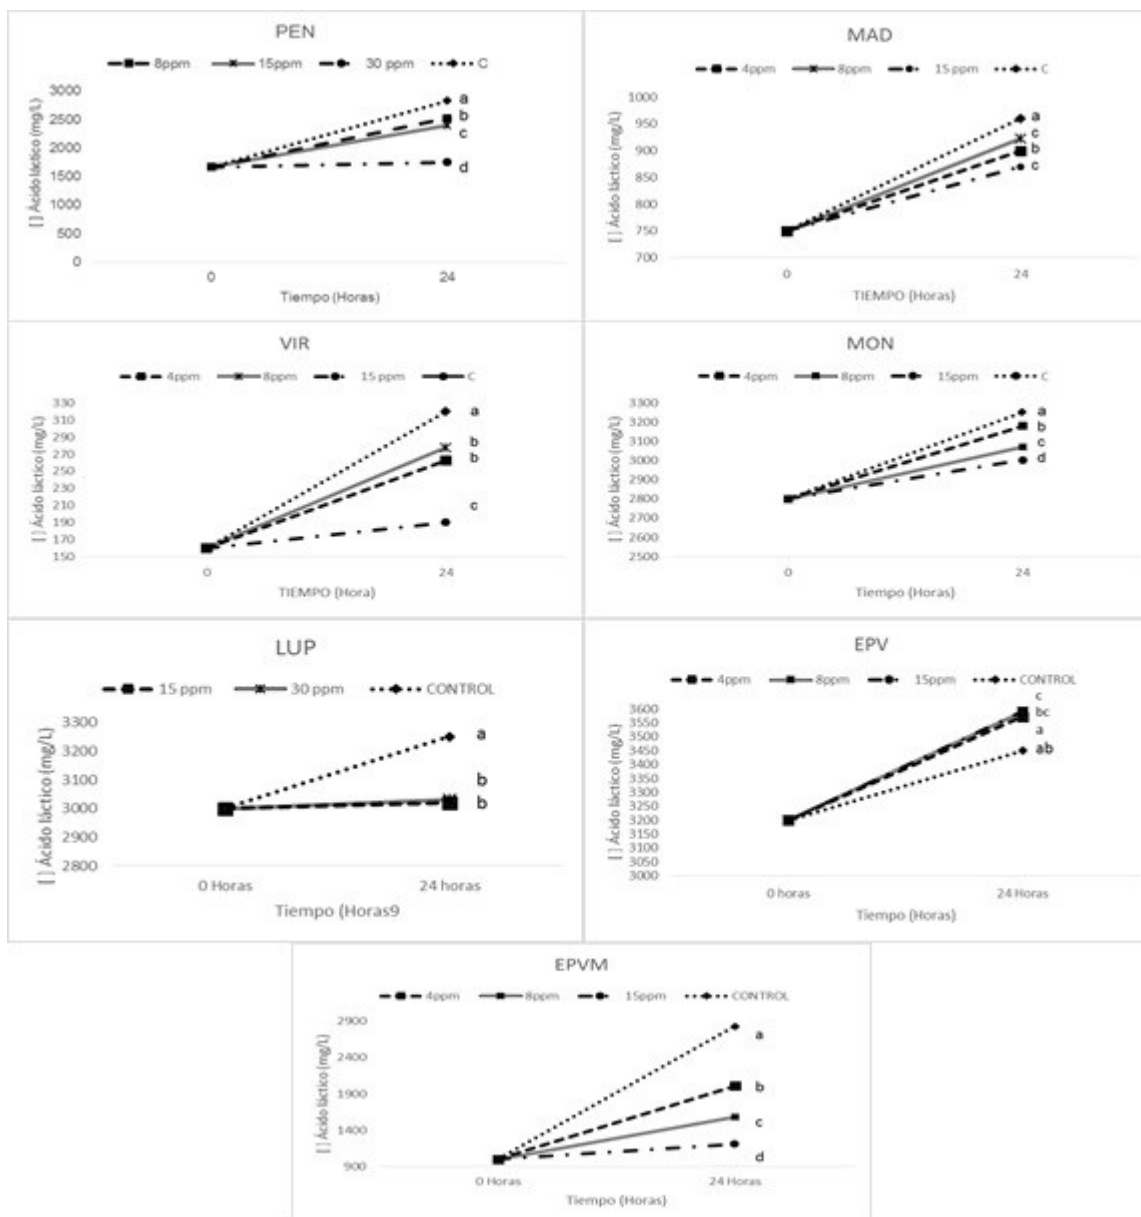 PEN
8ppm 15ppm 30 ppm C
[ ] Ácido láctico (mg/L)
3000
2500
2000
1500
1000
500
0
a
b
c
d
0 24
Tiempo (Horas)
MAD
4ppm 8ppm 15 ppm C
[ ] Ácido láctico (mg/L)
1000
950
900
850
800
750
700
a
c
b
c
0 24
TIEMPO (Horas)
VIR
4ppm 8ppm 15 ppm C
[ ] Ácido láctico (mg/L)
330
310
290
270
250
230
210
190
170
150
a
b
b
c
0 24
TIEMPO (Hora)
MON
4ppm 8ppm 15ppm C
[ ] Ácido láctico (mg/L)
3300
3200
3100
3000
2900
2800
2700
2600
2500
a
b
c
d
0 24
Tiempo (Horas)
LUP
15 ppm 30 ppm CONTROL
[ ] Ácido láctico (mg/L)
3300
3200
3100
3000
2900
2800
a
b
b
0 Horas 24 horas
Tiempo (Horas9
EPV
4ppm 8ppm 15ppm CONTROL
[ ] Ácido láctico (mg/L)
3600
3550
3500
3450
3400
3350
3300
3250
3200
3150
3100
3050
3000
c
bc
a
ab
0 horas 24 Horas
Tiempo (Horas)
EPVM
4ppm 8ppm 15ppm CONTROL
[ ] Ácido láctico (mg/L)
2900
2400
1900
1400
900
a
b
c
d
0 Horas 24 Horas
Tiempo (Horas)